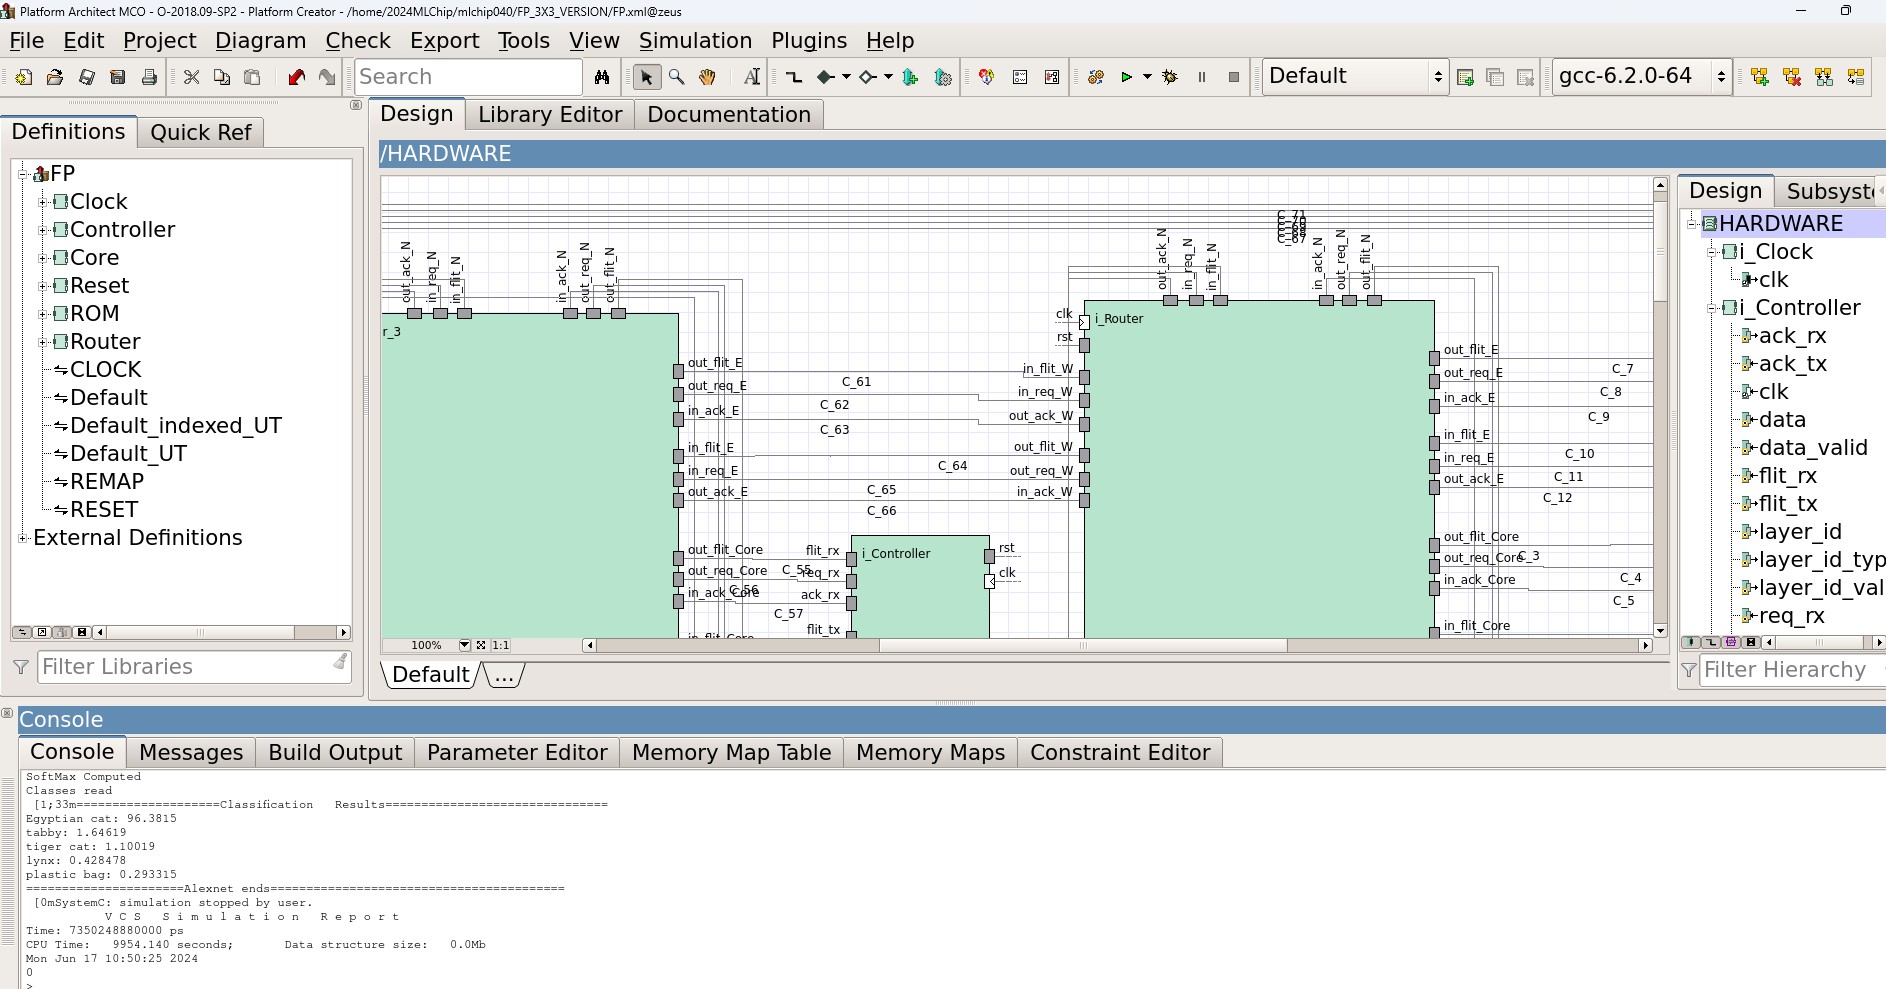 Platform Architect MCO - O-2018.09-SP2 - Platform Creator - /home/2024MLChip/mlchip040/FP_3X3_VERSION/FP.xml@zeus
File Edit Project Diagram Check Export Tools View Simulation Plugins Help
Search
Default
gcc-6.2.0-64
Definitions Quick Ref
FP
Clock
Controller
Core
Reset
ROM
Router
CLOCK
Default
Default_indexed_UT
Default_UT
REMAP
RESET
External Definitions
Filter Libraries
Design Library Editor Documentation
/HARDWARE
C_71
C_67
out_ack_N
in_req_N
in_flit_N
in_ack_N
out_req_N
out_flit_N
out_ack_N
in_req_N
in_flit_N
in_ack_N
out_req_N
out_flit_N
r_3
out_flit_E
out_req_E
in_ack_E
in_flit_E
in_req_E
out_ack_E
out_flit_Core
out_req_Core
in_ack_Core
in_flit_Core
C_61
C_62
C_63
C_64
C_65
C_66
C_55
C_56
C_57
flit_rx
req_rx
ack_rx
flit_tx
i_Controller
rst
clk
clk
rst
in_flit_W
in_req_W
out_ack_W
out_flit_W
out_req_W
in_ack_W
i_Router
out_flit_E
out_req_E
in_ack_E
in_flit_E
in_req_E
out_ack_E
out_flit_Core
out_req_Core
in_ack_Core
in_flit_Core
C_7
C_8
C_9
C_10
C_11
C_12
C_3
C_4
C_5
100% 1:1
Default ...
Design Subsyst
HARDWARE
i_Clock
clk
i_Controller
ack_rx
ack_tx
clk
data
data_valid
flit_rx
flit_tx
layer_id
layer_id_typ
layer_id_val
req_rx
Filter Hierarchy
Console
Console Messages Build Output Parameter Editor Memory Map Table Memory Maps Constraint Editor
SoftMax Computed
Classes read
[1;33m====================Classification Results===============================
Egyptian cat: 96.3815
tabby: 1.64619
tiger cat: 1.10019
lynx: 0.428478
plastic bag: 0.293315
======================Alexnet ends=========================================
[0mSystemC: simulation stopped by user.
V C S S i m u l a t i o n R e p o r t
Time: 7350248880000 ps
CPU Time: 9954.140 seconds; Data structure size: 0.0Mb
Mon Jun 17 10:50:25 2024
0
>